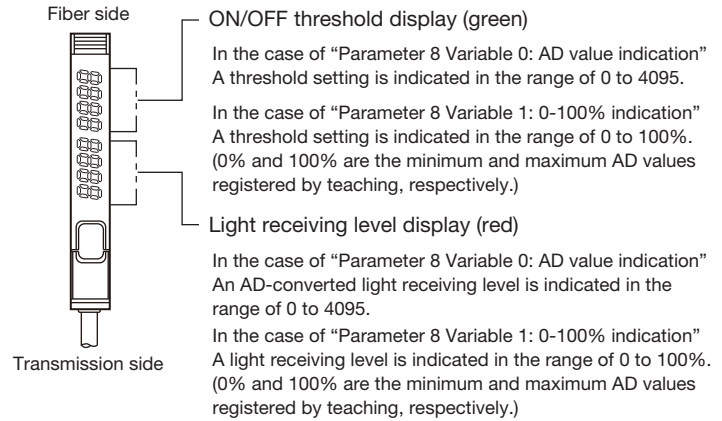 Fiber side
ON/OFF threshold display (green)
In the case of “Parameter 8 Variable 0: AD value indication”
A threshold setting is indicated in the range of 0 to 4095.
In the case of “Parameter 8 Variable 1: 0-100% indication”
A threshold setting is indicated in the range of 0 to 100%.
(0% and 100% are the minimum and maximum AD values
registered by teaching, respectively.)
Light receiving level display (red)
In the case of “Parameter 8 Variable 0: AD value indication”
An AD-converted light receiving level is indicated in the
range of 0 to 4095.
In the case of “Parameter 8 Variable 1: 0-100% indication”
A light receiving level is indicated in the range of 0 to 100%.
(0% and 100% are the minimum and maximum AD values
registered by teaching, respectively.)
Transmission side